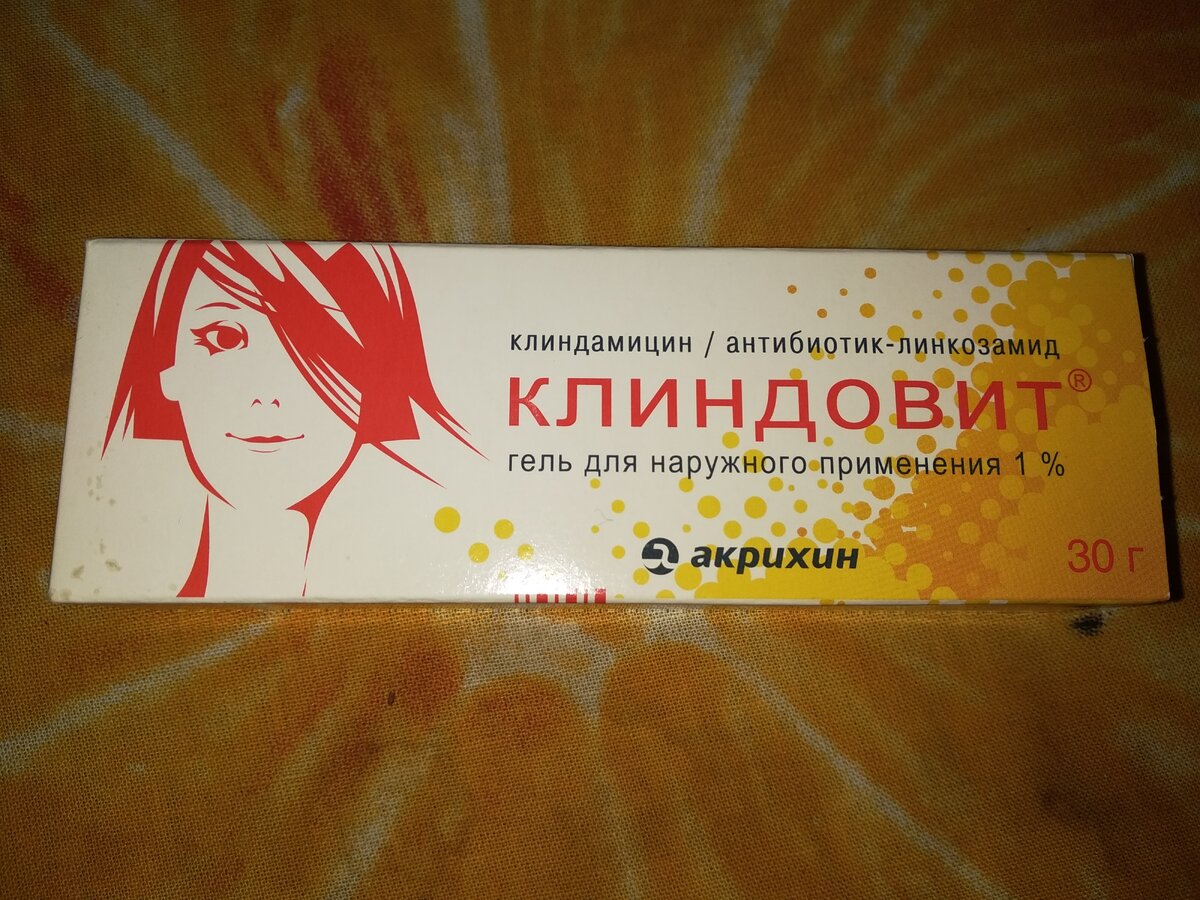 клиндамицин / антибиотик-линкозамид
КЛИНДОВИТ®
гель для наружного применения 1 %
акрихин
30 г